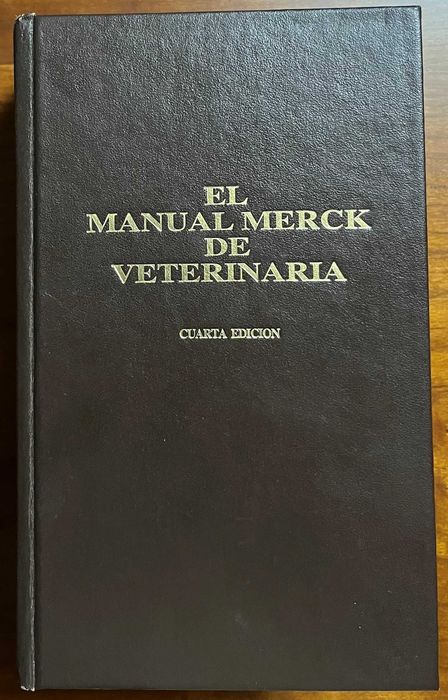 EL
MANUAL MERCK
DE
VETERINARIA
CUARTA EDICION